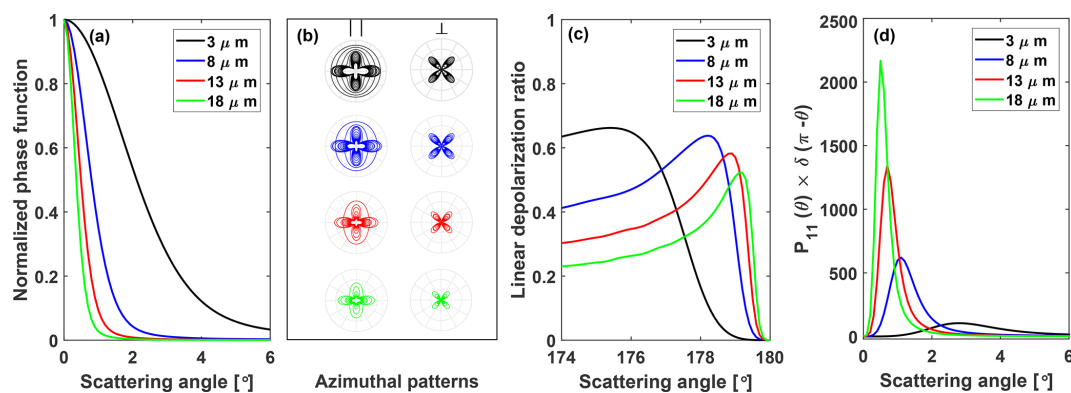 (a)
3 μ m
8 μ m
13 μ m
18 μ m
Normalized phase function
1
0.8
0.6
0.4
0.2
0
0 2 4 6
Scattering angle [°]
(b)
|| ⊥
Azimuthal patterns
(c)
3 μ m
8 μ m
13 μ m
18 μ m
Linear depolarization ratio
1
0.8
0.6
0.4
0.2
0
174 176 178 180
Scattering angle [°]
(d)
3 μ m
8 μ m
13 μ m
18 μ m
P11 (θ) × δ (π -θ)
2500
2000
1500
1000
500
0
0 2 4 6
Scattering angle [°]